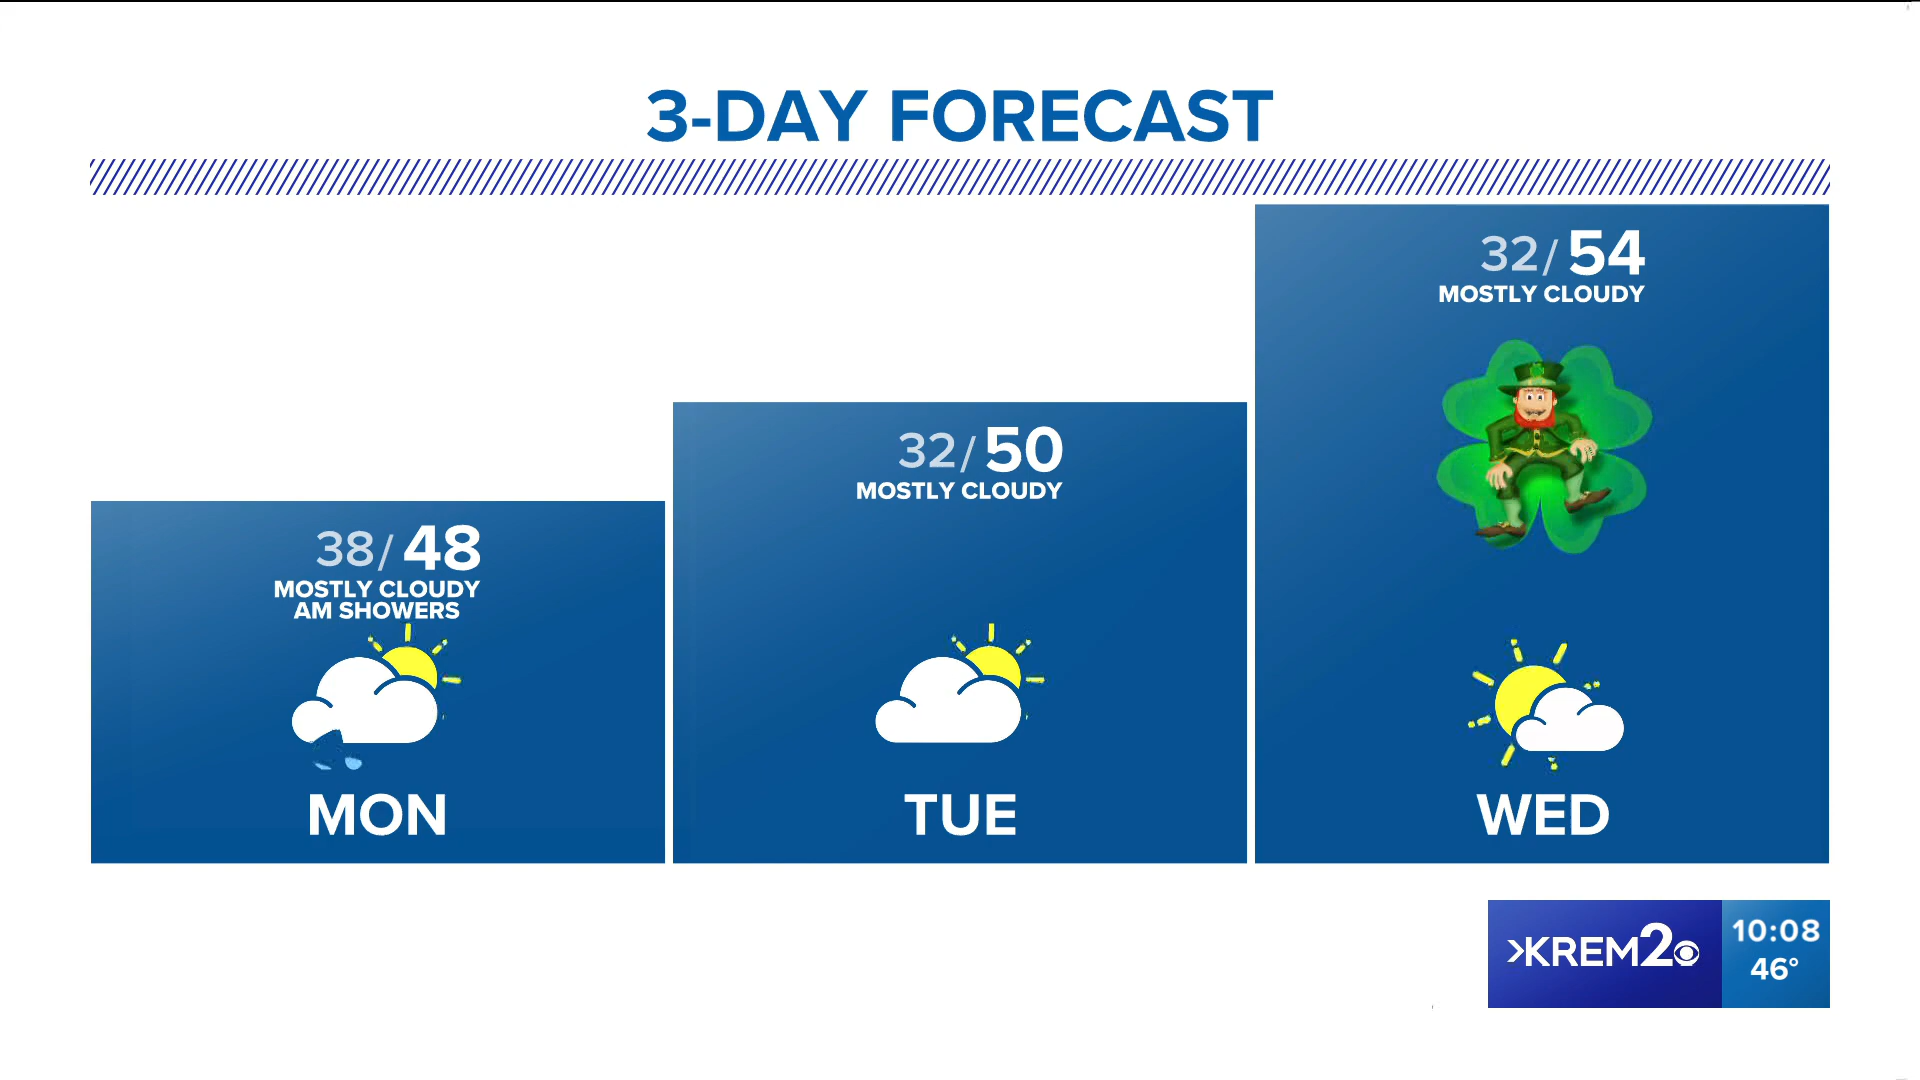 3-DAY FORECAST
38/48
MOSTLY CLOUDY
AM SHOWERS
MON
32/50
MOSTLY CLOUDY
TUE
32/54
MOSTLY CLOUDY
WED
KREM2
10:08
46°